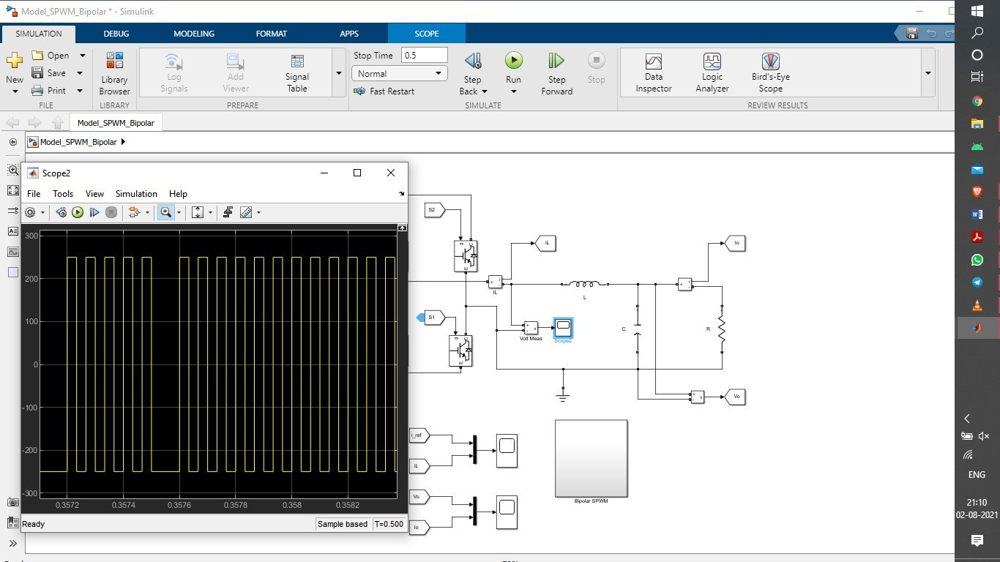 Model_SPWM_Bipolar * - Simulink
SIMULATION DEBUG MODELING FORMAT APPS SCOPE
New
Open
Save
Print
FILE
Library
Browser
LIBRARY
Log
Signals
Add
Viewer
Signal
Table
PREPARE
Stop Time 0.5
Normal
Fast Restart
Step
Back
Run
Step
Forward
Stop
SIMULATE
Data
Inspector
Logic
Analyzer
Bird's-Eye
Scope
REVIEW RESULTS
Model_SPWM_Bipolar
Model_SPWM_Bipolar
Scope2
File Tools View Simulation Help
300
200
100
0
-100
-200
-300
0.3572 0.3574 0.3576 0.3578 0.358 0.3582
Ready Sample based T=0.500
S2
g C
E
iL
Io
+ i
-
IL
L
S1
g C
E
+ v
-
Volt Meas
Scope2
C
R
+ i
-
+ v
-
Vo
i_ref
iL
Vo
Io
Bipolar SPWM
ENG
21:10
02-08-2021